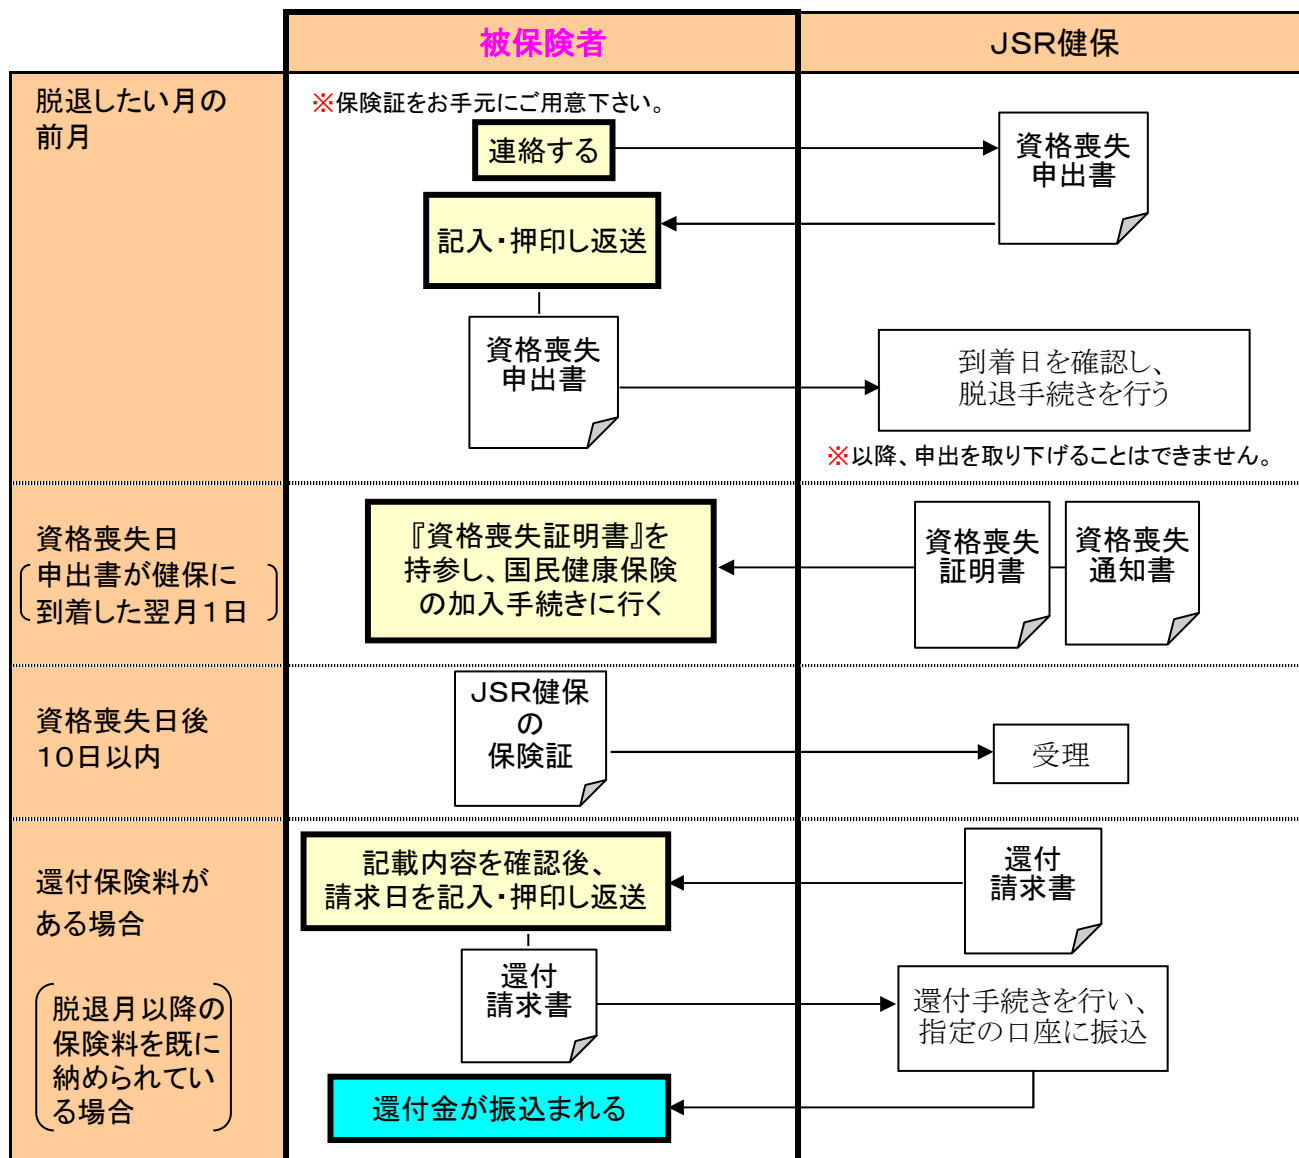 被保険者
JSR健保
脱退したい月の
前月
※保険証をお手元にご用意下さい。
連絡する
資格喪失
申出書
記入・押印し返送
資格喪失
申出書
到着日を確認し、
脱退手続きを行う
※以降、申出を取り下げることはできません。
資格喪失日
申出書が健保に
到着した翌月1日
『資格喪失証明書』を
持参し、国民健康保険
の加入手続きに行く
資格喪失
証明書
資格喪失
通知書
資格喪失日後
10日以内
JSR健保
の
保険証
受理
還付保険料が
ある場合
脱退月以降の
保険料を既に
納められてい
る場合
記載内容を確認後、
請求日を記入・押印し返送
還付
請求書
還付
請求書
還付手続きを行い、
指定の口座に振込
還付金が振込まれる